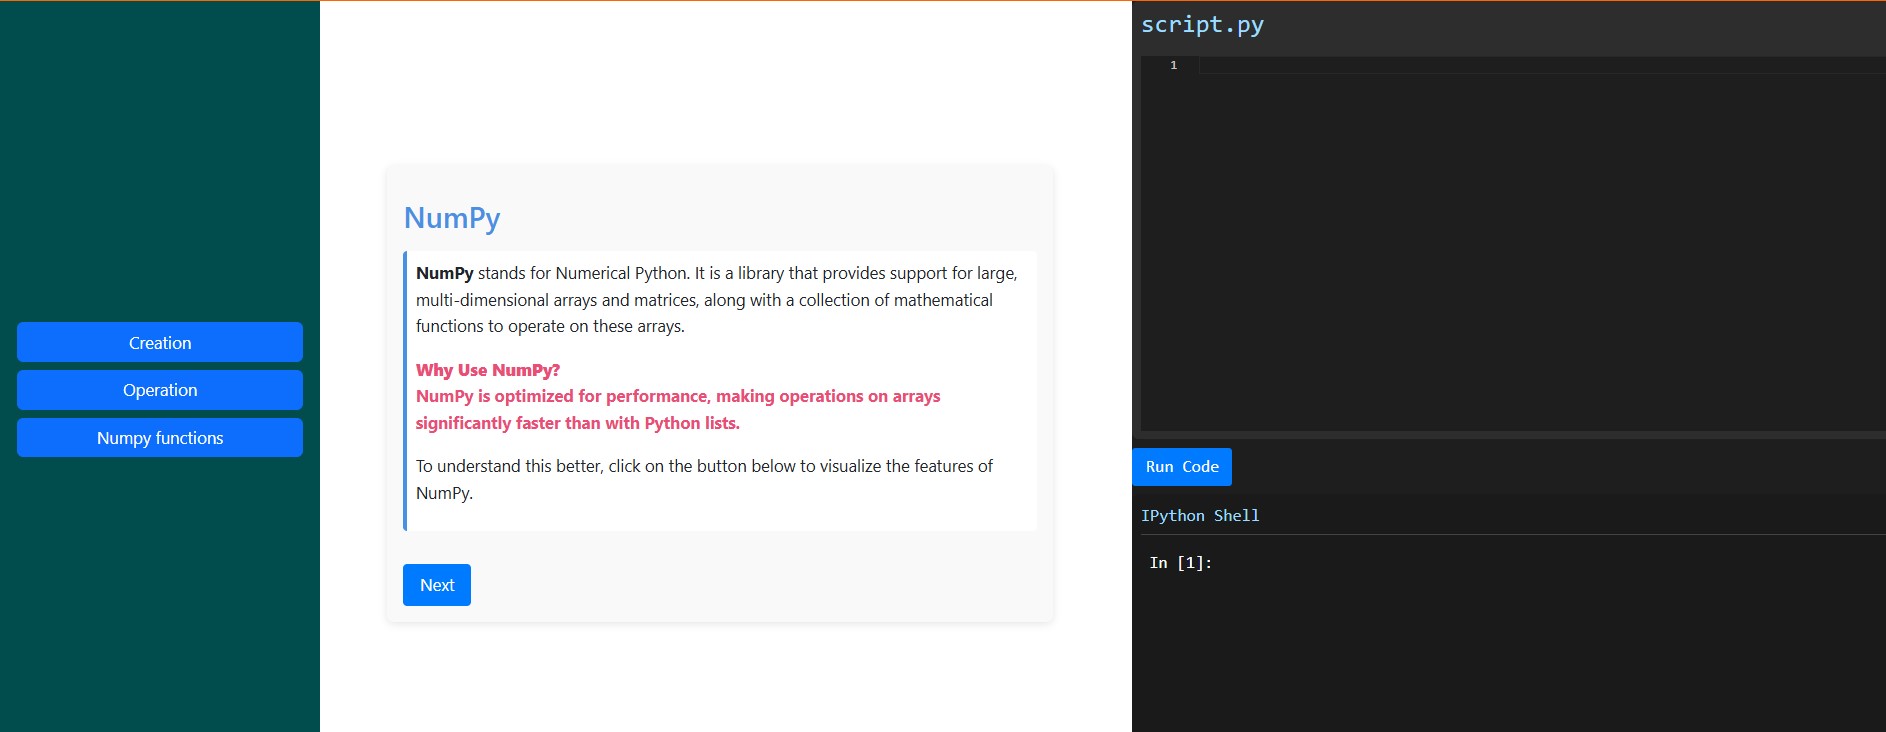 Creation
Operation
Numpy functions
NumPy
NumPy stands for Numerical Python. It is a library that provides support for large,
multi-dimensional arrays and matrices, along with a collection of mathematical
functions to operate on these arrays.
Why Use NumPy?
NumPy is optimized for performance, making operations on arrays
significantly faster than with Python lists.
To understand this better, click on the button below to visualize the features of
NumPy.
Next
script.py
1
Run Code
IPython Shell
In [1]: